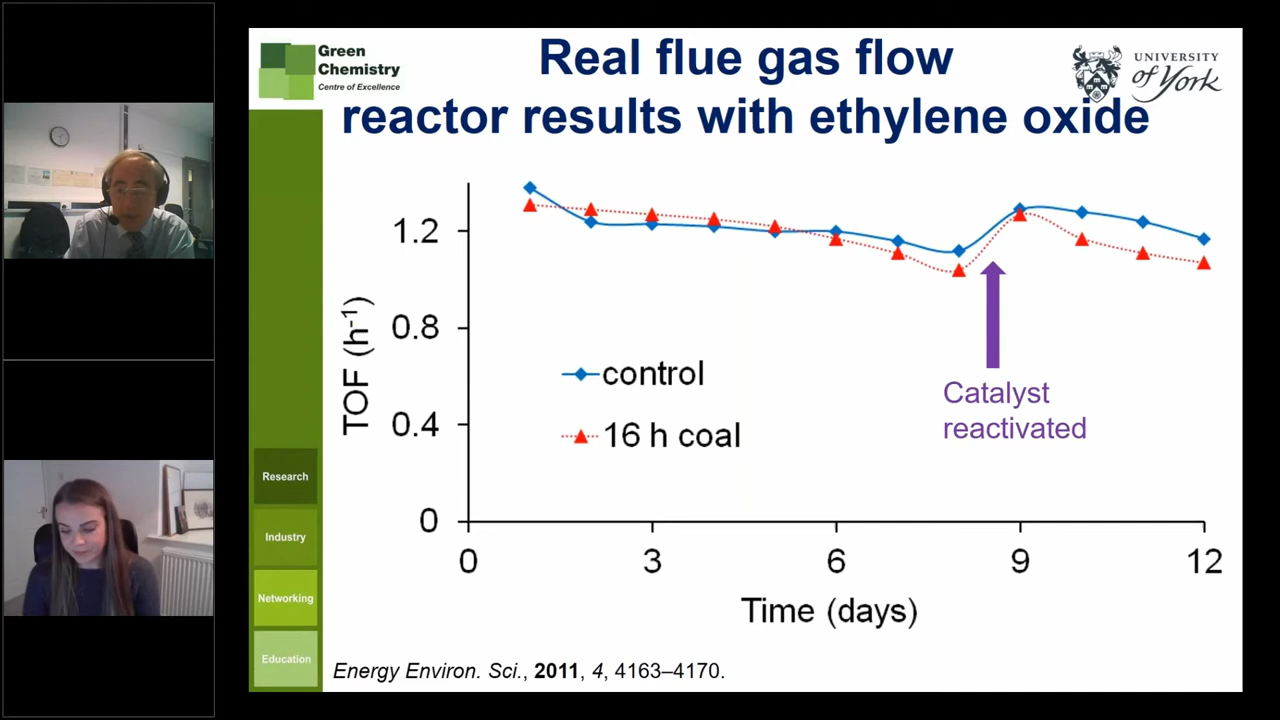 Green
Chemistry
Centre of Excellence
Real flue gas flow
reactor results with ethylene oxide
UNIVERSITY
of York
1.2
0.8
0.4
0
TOF (h-1)
control
16 h coal
Catalyst
reactivated
0 3 6 9 12
Time (days)
Research
Industry
Networking
Education
Energy Environ. Sci., 2011, 4, 4163–4170.